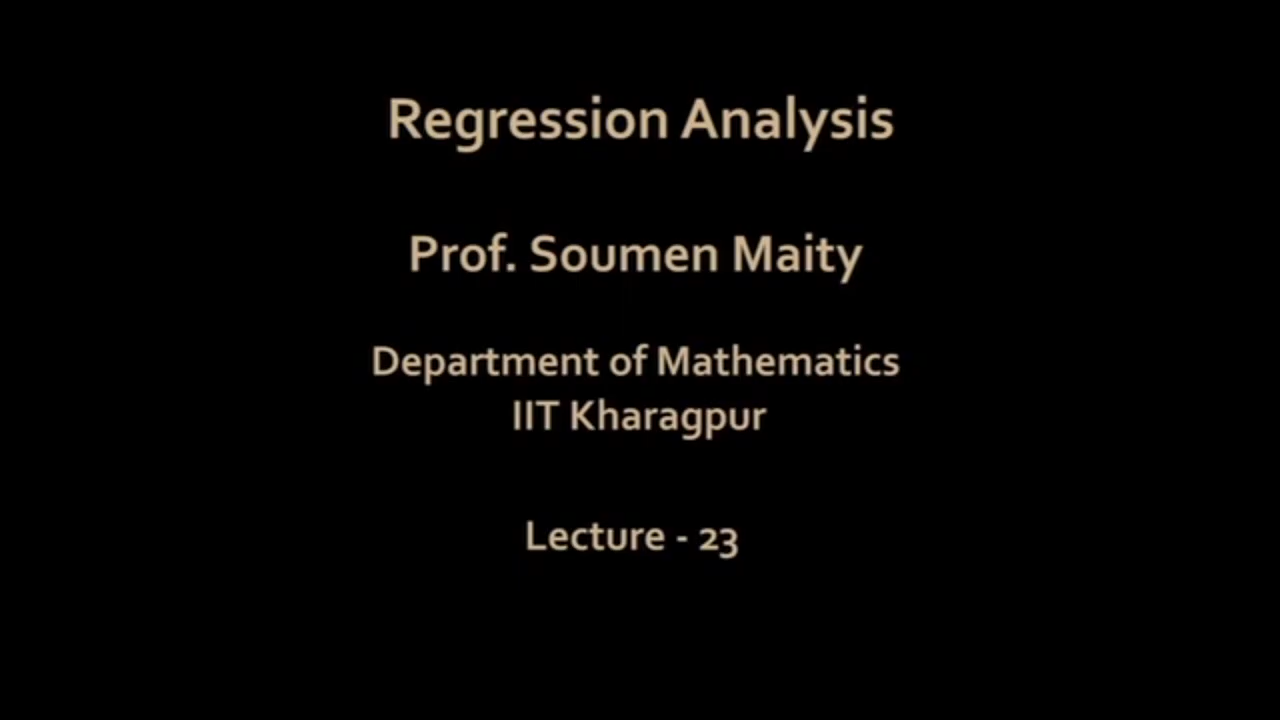 Regression Analysis
Prof. Soumen Maity
Department of Mathematics
IIT Kharagpur
Lecture - 23